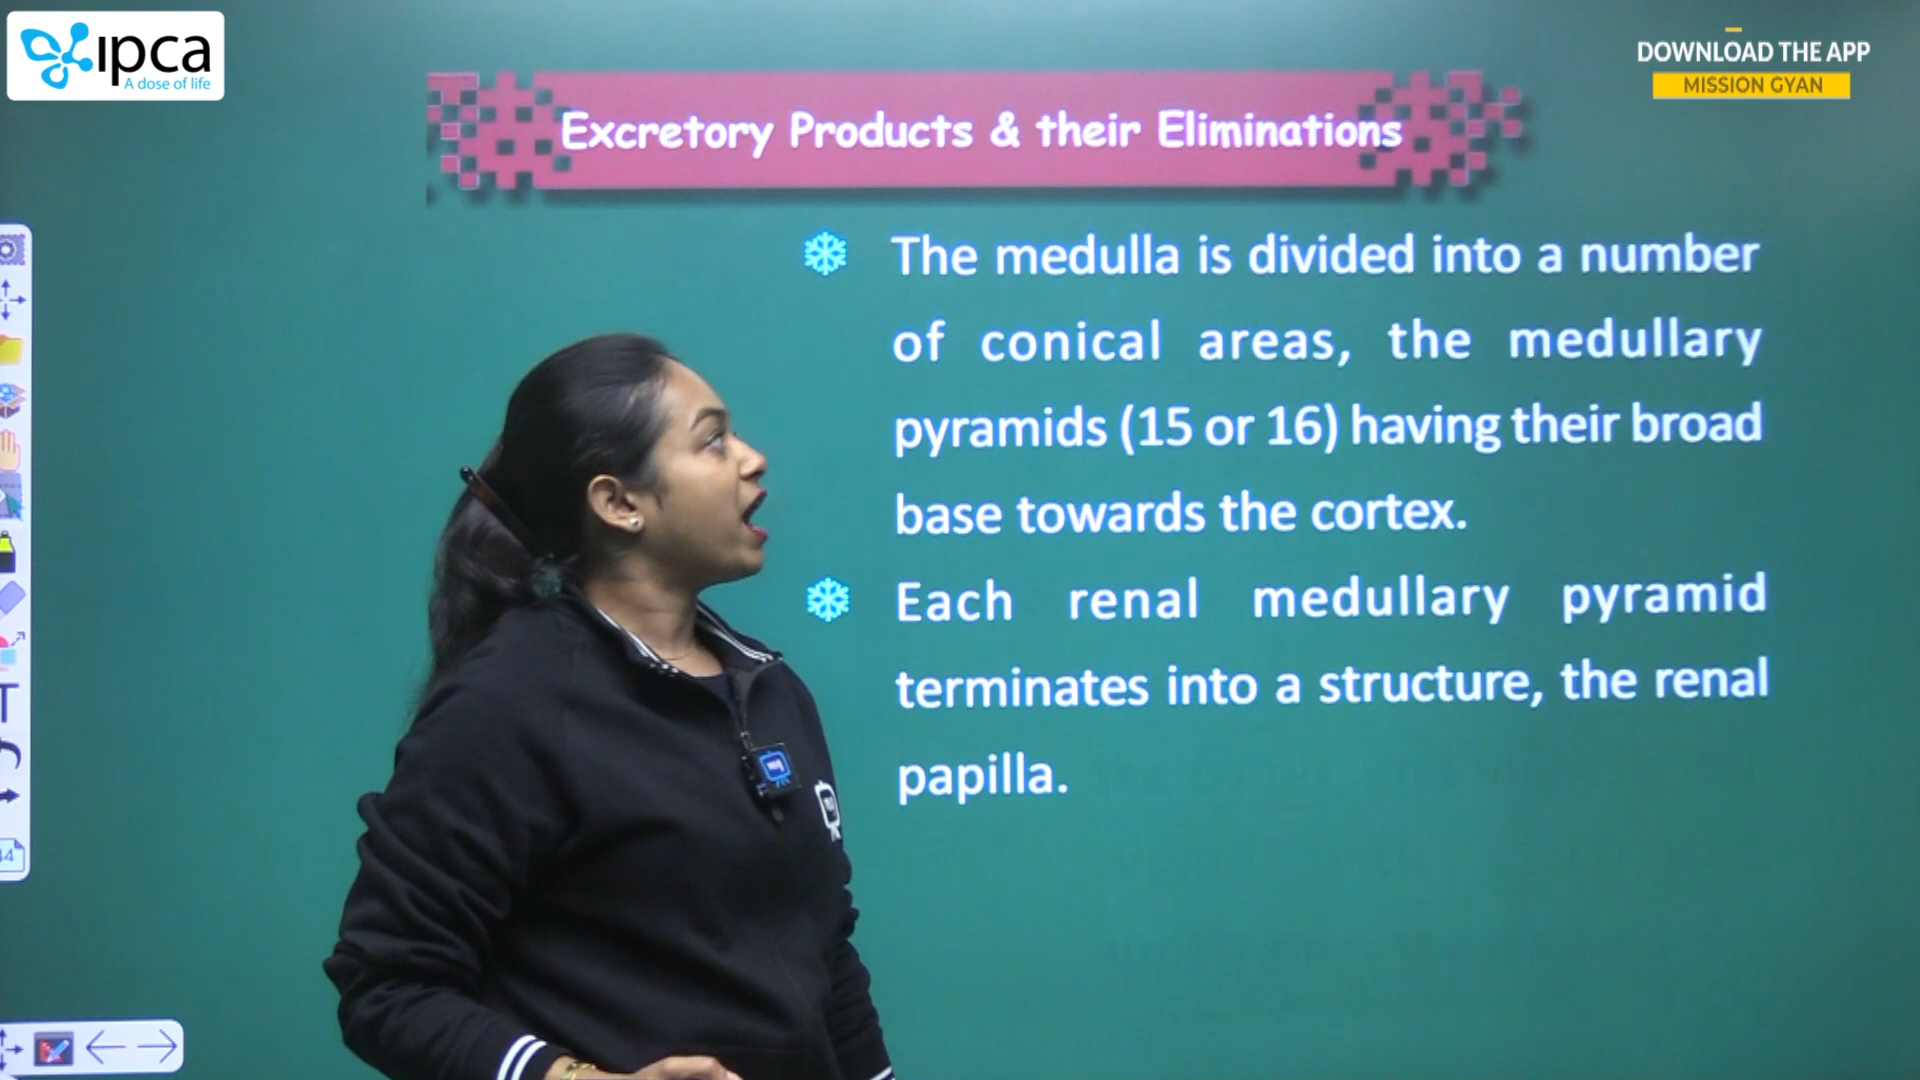 ipca
A dose of life
DOWNLOAD THE APP
MISSION GYAN
Excretory Products & their Eliminations
The medulla is divided into a number
of conical areas, the medullary
pyramids (15 or 16) having their broad
base towards the cortex.
Each renal medullary pyramid
terminates into a structure, the renal
papilla.